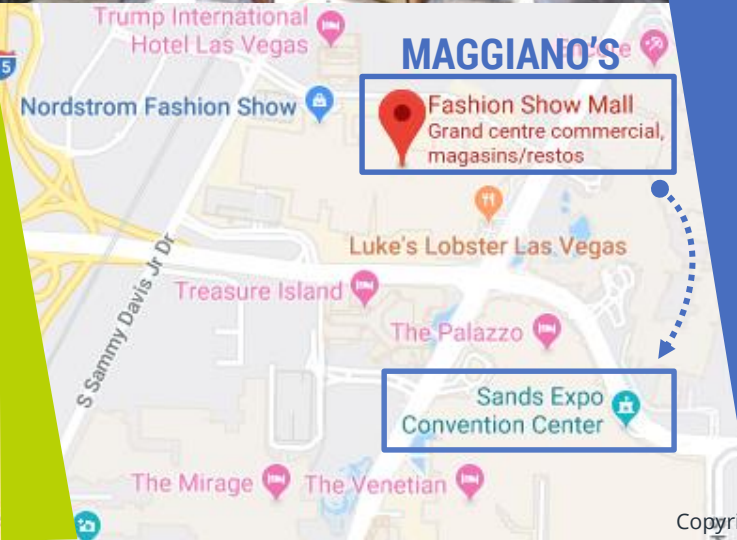 Trump International
Hotel Las Vegas
MAGGIANO'S
5
Nordstrom Fashion Show
Fashion Show Mall
Grand centre commercial,
magasins/restos
Luke's Lobster Las Vegas
S Sammy Davis Jr Dr
Treasure Island
The Palazzo
Sands Expo
Convention Center
The Mirage
The Venetian
Copyri